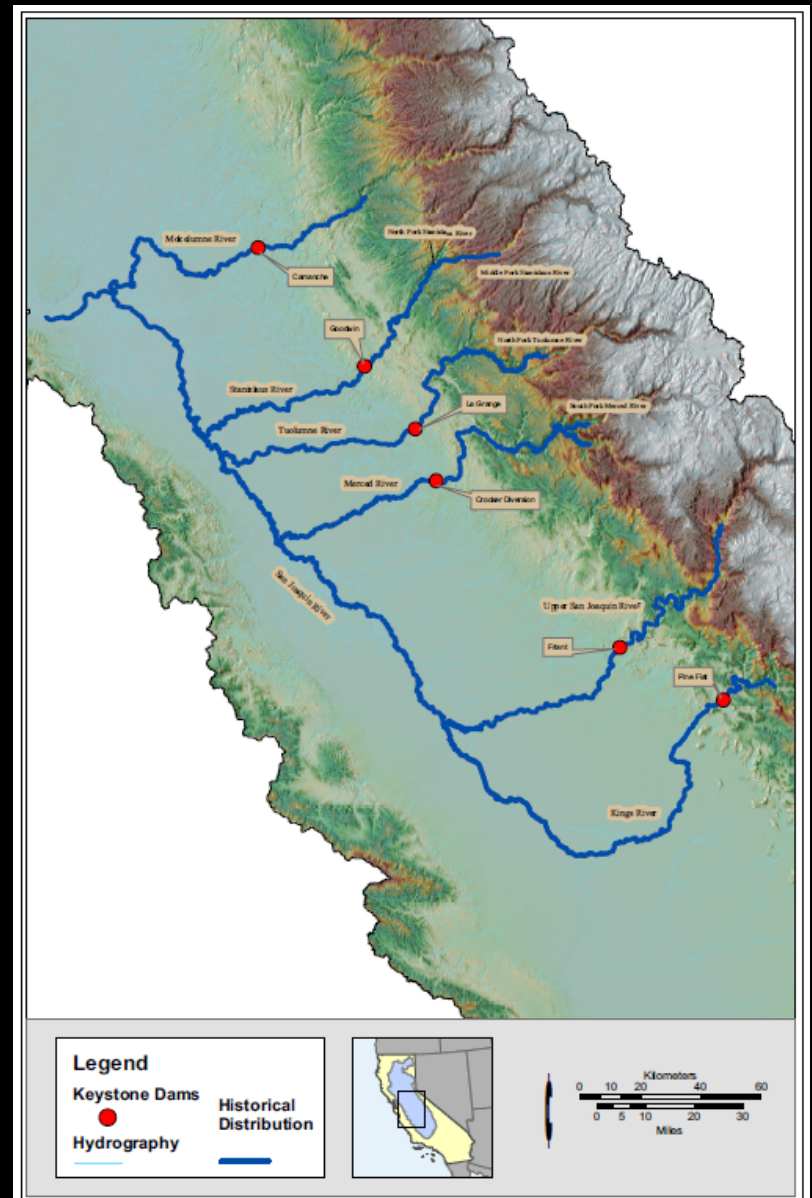 Mokelumne River
North Fork Stanislaus River
Camanche
Middle Fork Stanislaus River
Goodwin
North Fork Tuolumne River
Stanislaus River
La Grange
South Fork Merced River
Tuolumne River
Merced River
Crocker Diversion
San Joaquin River
Upper San Joaquin River
Friant
Pine Flat
Kings River
Legend
Keystone Dams
Historical
Distribution
Hydrography
Kilometers
0 10 20 40 60
0 5 10 20 30
Miles